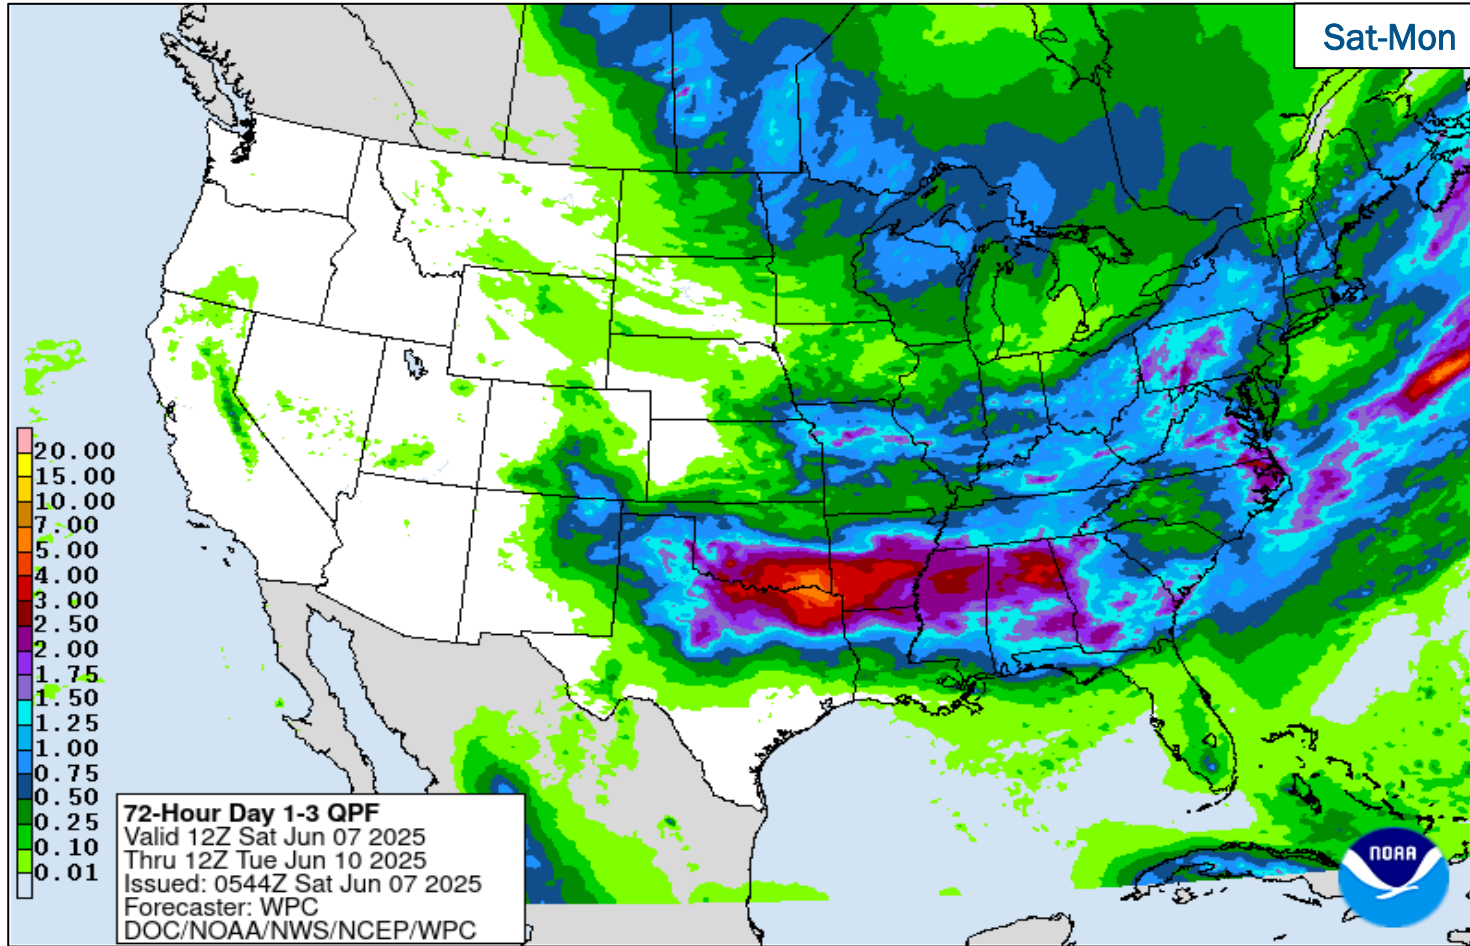 Sat-Mon
20.00
15.00
10.00
7.00
5.00
4.00
3.00
2.50
2.00
1.75
1.50
1.25
1.00
0.75
0.50
0.25
0.10
0.01
72-Hour Day 1-3 QPF
Valid 12Z Sat Jun 07 2025
Thru 12Z Tue Jun 10 2025
Issued: 0544Z Sat Jun 07 2025
Forecaster: WPC
DOC/NOAA/NWS/NCEP/WPC
NOAA